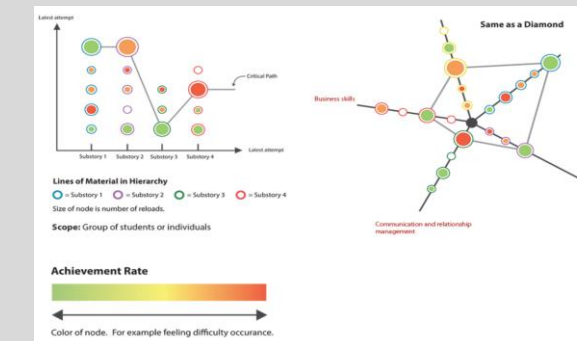 Latest attempt
Same as a Diamond
Critical Path
Business skills
Latest attempt
Substory 1
Substory 2
Substory 3
Substory 4
Lines of Material in Hierarchy
= Substory 1
= Substory 2
= Substory 3
= Substory 4
Size of node is number of reloads.
Scope: Group of students or individuals
Communication and relationship
management
Achievement Rate
Color of node. For example feeling difficulty occurance.